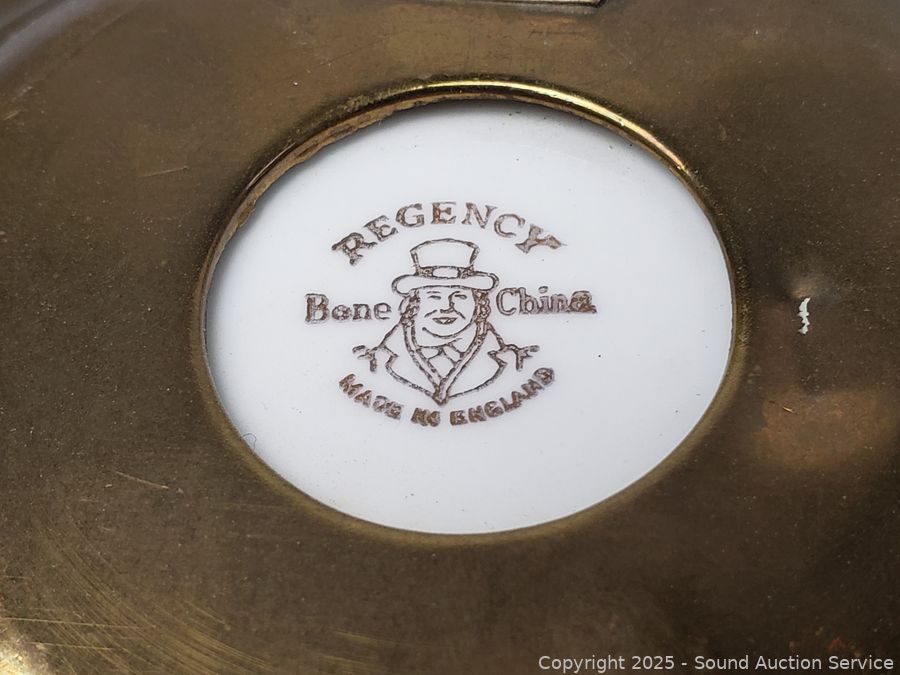 REGENCY
Bone China
MADE IN ENGLAND
Copyright © 2025 - Sound Auction Service